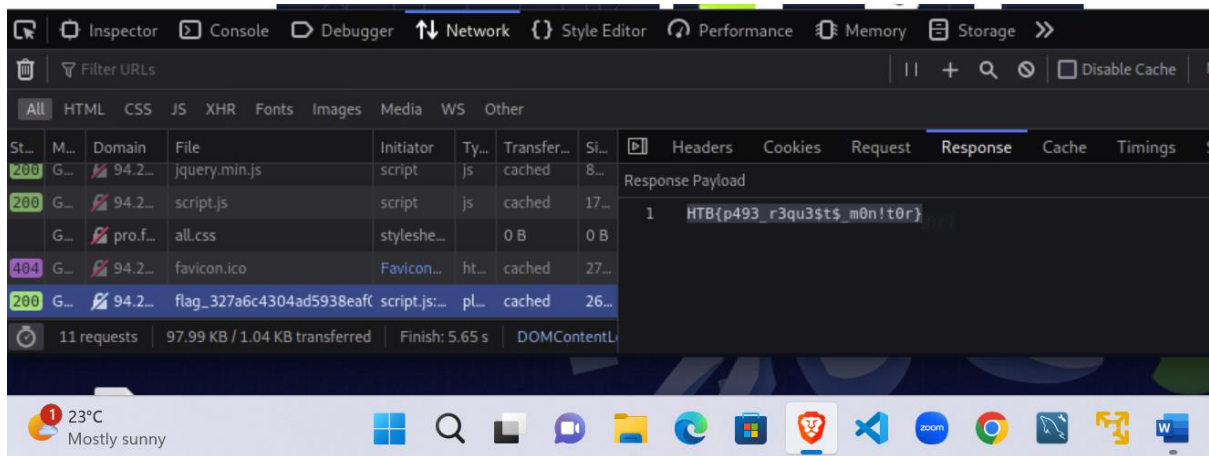 Inspector Console Debugger Network Style Editor Performance Memory Storage
Filter URLs
Disable Cache
All HTML CSS JS XHR Fonts Images Media WS Other
St... M... Domain File Initiator Ty... Transfer... Si...
Headers Cookies Request Response Cache Timings
200 G... 94.2... jquery.min.js script js cached 8...
Response Payload
200 G... 94.2... script.js script js cached 17...
1 HTB{p493_r3qu3$t$_m0n!t0r}
G... pro.f... all.css styleshe... 0 B 0 B
404 G... 94.2... favicon.ico Favicon... ht... cached 27...
200 G... 94.2... flag_327a6c4304ad5938eaf( script.js:... pl... cached 26...
11 requests 97.99 KB / 1.04 KB transferred Finish: 5.65 s DOMContentL
1 23°C
Mostly sunny
zoom
W